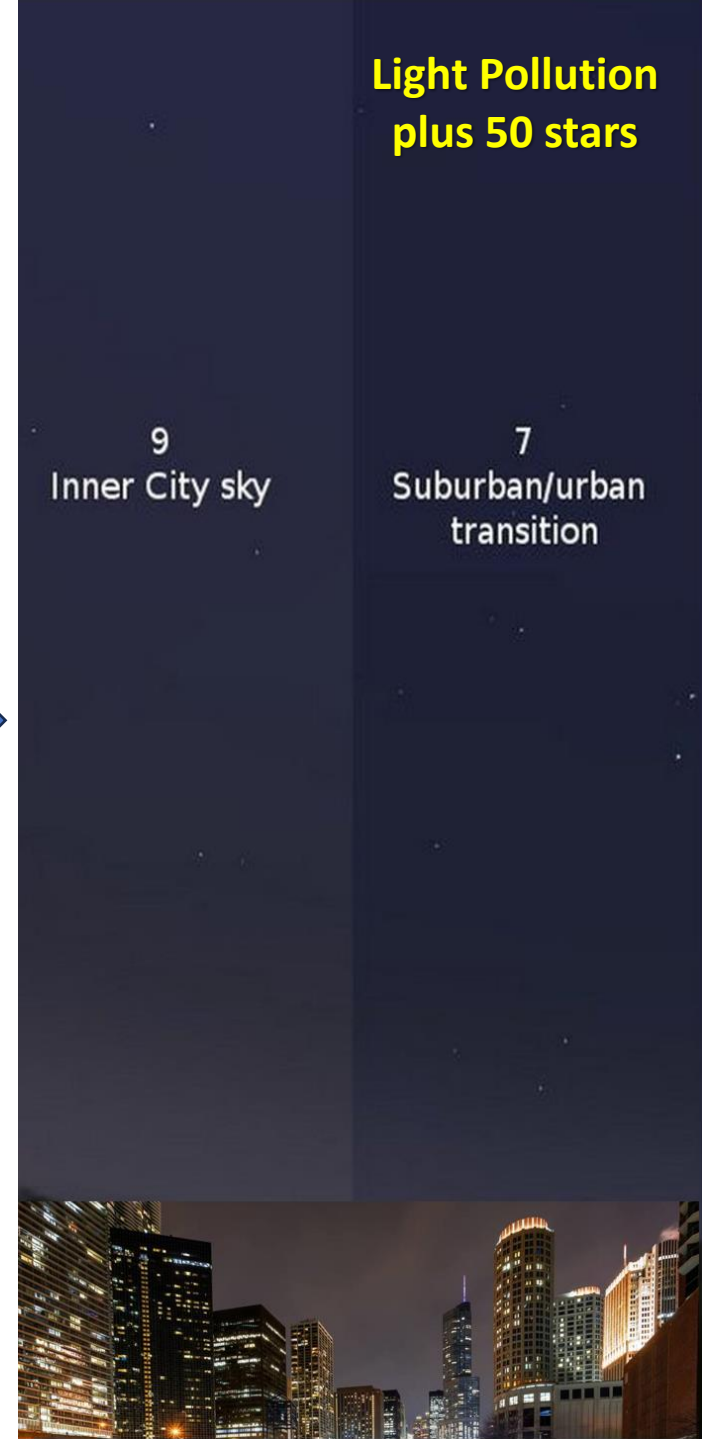 Light Pollution
plus 50 stars
9
Inner City sky
7
Suburban/urban
transition